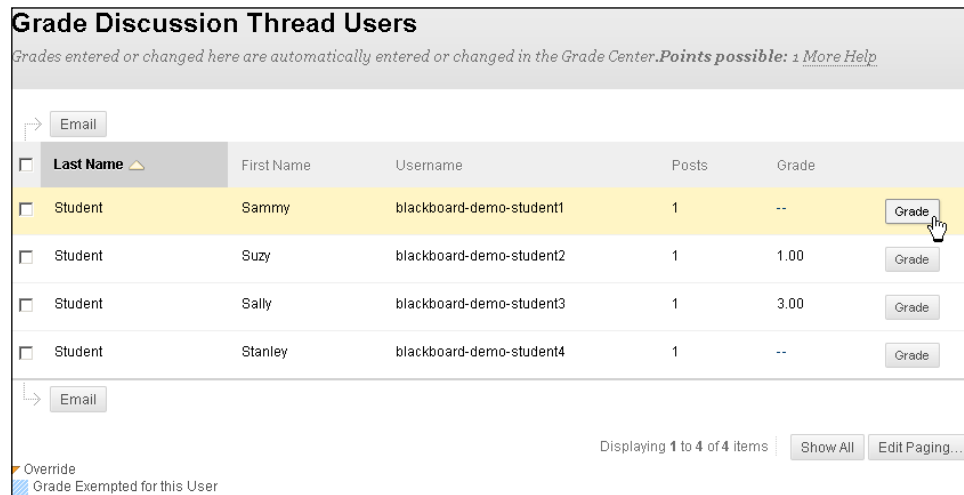 Grade Discussion Thread Users
Grades entered or changed here are automatically entered or changed in the Grade Center.Points possible: 1 More Help
Email
Last Name First Name Username Posts Grade
Student Sammy blackboard-demo-student1 1 -- Grade
Student Suzy blackboard-demo-student2 1 1.00 Grade
Student Sally blackboard-demo-student3 1 3.00 Grade
Student Stanley blackboard-demo-student4 1 -- Grade
Email
Displaying 1 to 4 of 4 items Show All Edit Paging...
Override
Grade Exempted for this User